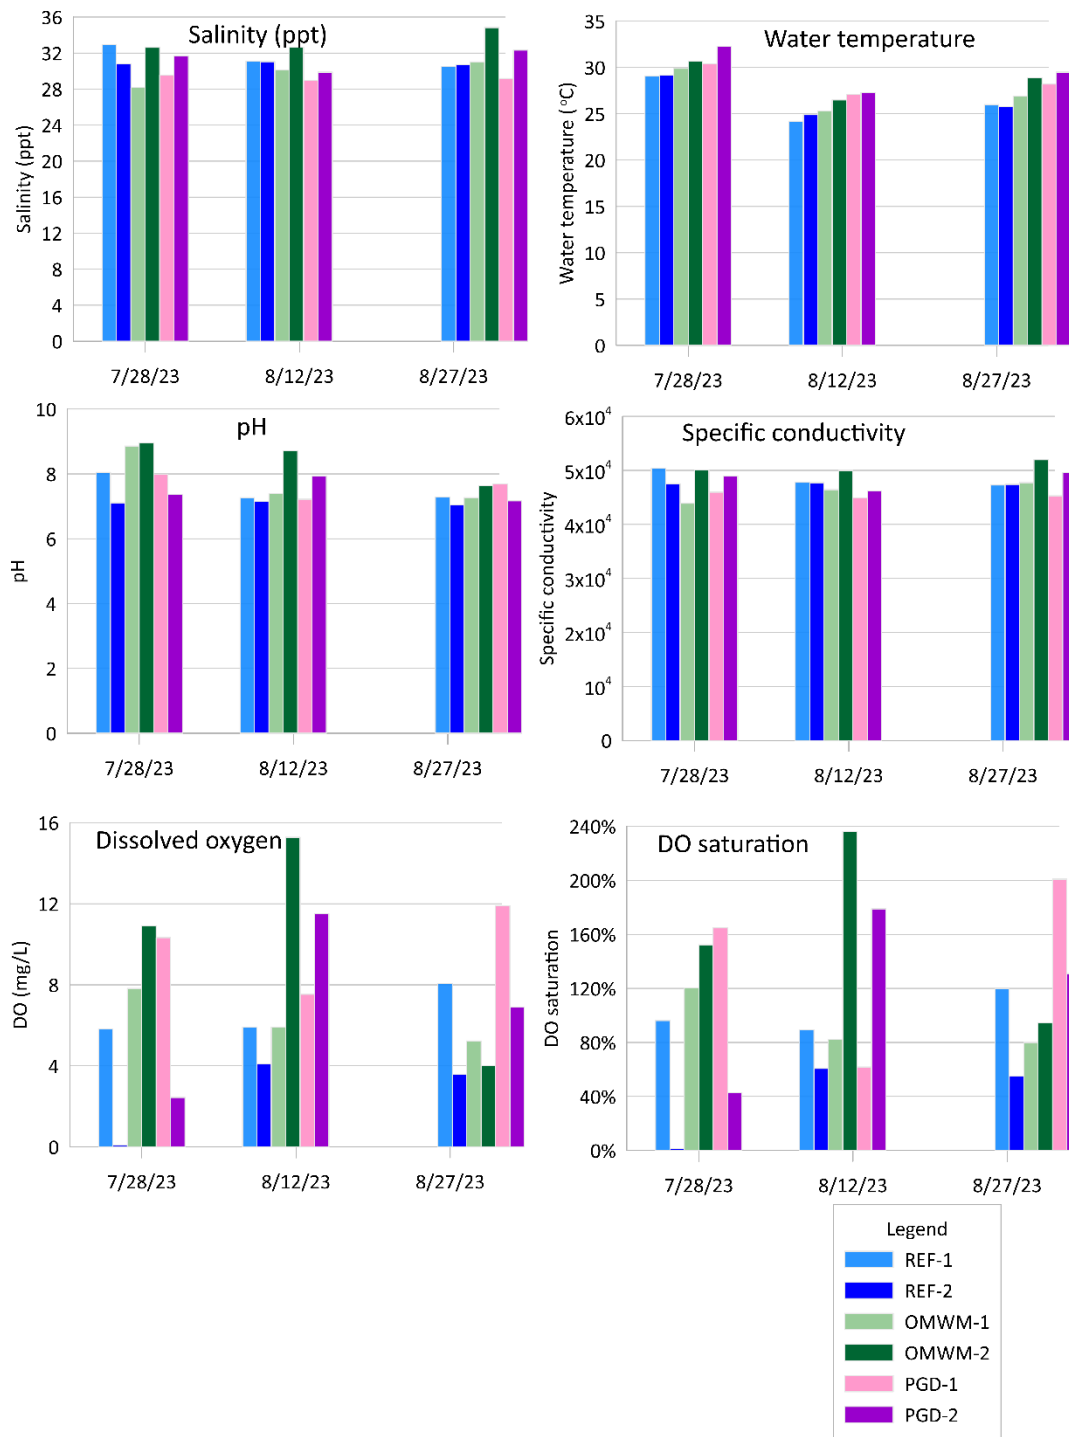 Salinity (ppt)
Salinity (ppt)
36
32
28
24
20
16
12
8
4
0
7/28/23
8/12/23
8/27/23
Water temperature
Water temperature (°C)
35
30
25
20
15
10
5
0
7/28/23
8/12/23
8/27/23
pH
pH
10
8
6
4
2
0
7/28/23
8/12/23
8/27/23
Specific conductivity
Specific conductivity
6x10⁴
5x10⁴
4x10⁴
3x10⁴
2x10⁴
10⁴
0
7/28/23
8/12/23
8/27/23
Dissolved oxygen
DO (mg/L)
16
12
8
4
0
7/28/23
8/12/23
8/27/23
DO saturation
DO saturation
240%
200%
160%
120%
80%
40%
0%
7/28/23
8/12/23
8/27/23
Legend
REF-1
REF-2
OMWM-1
OMWM-2
PGD-1
PGD-2